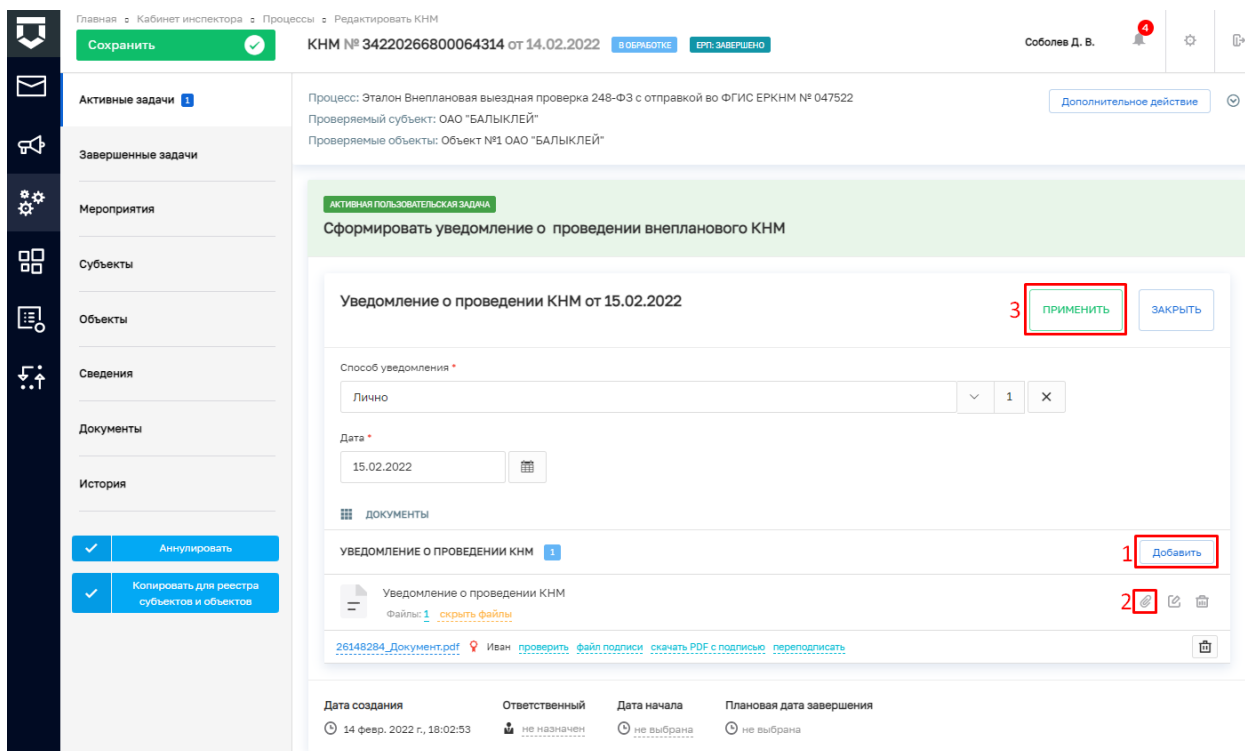 Главная Кабинет инспектора Процессы Редактировать КНМ
Сохранить
КНМ № 34220266800064314 от 14.02.2022 В ОБРАБОТКЕ ЕРП: ЗАВЕРШЕНО
Соболев Д. В.
4
Активные задачи 1
Завершенные задачи
Мероприятия
Субъекты
Объекты
Сведения
Документы
История
Аннулировать
Копировать для реестра
субъектов и объектов
Процесс: Эталон Внеплановая выездная проверка 248-ФЗ с отправкой во ФГИС ЕРКНМ № 047522
Дополнительное действие
Проверяемый субъект: ОАО "БАЛЫКЛЕЙ"
Проверяемые объекты: Объект №1 ОАО "БАЛЫКЛЕЙ"
АКТИВНАЯ ПОЛЬЗОВАТЕЛЬСКАЯ ЗАДАЧА
Сформировать уведомление о проведении внепланового КНМ
Уведомление о проведении КНМ от 15.02.2022
3 ПРИМЕНИТЬ ЗАКРЫТЬ
Способ уведомления *
Лично 1
Дата *
15.02.2022
ДОКУМЕНТЫ
УВЕДОМЛЕНИЕ О ПРОВЕДЕНИИ КНМ 1
1 Добавить
Уведомление о проведении КНМ
2
Файлы: 1 скрыть файлы
26148284_Документ.pdf Иван проверить файл подписи скачать PDF с подписью переподписать
Дата создания Ответственный Дата начала Плановая дата завершения
14 февр. 2022 г., 18:02:53 не назначен не выбрана не выбрана